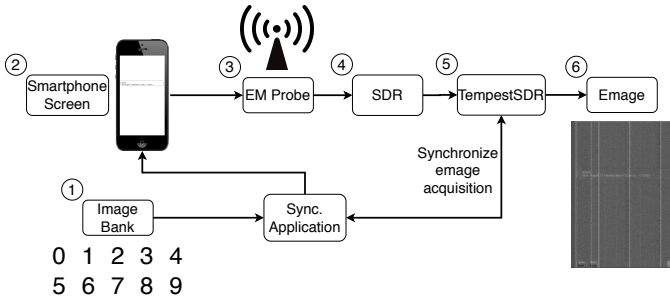 2
Smartphone
Screen
3
EM Probe
4
SDR
5
TempestSDR
6
Emage
Synchronize
emage
acquisition
1
Image
Bank
Sync.
Application
0 1 2 3 4
5 6 7 8 9